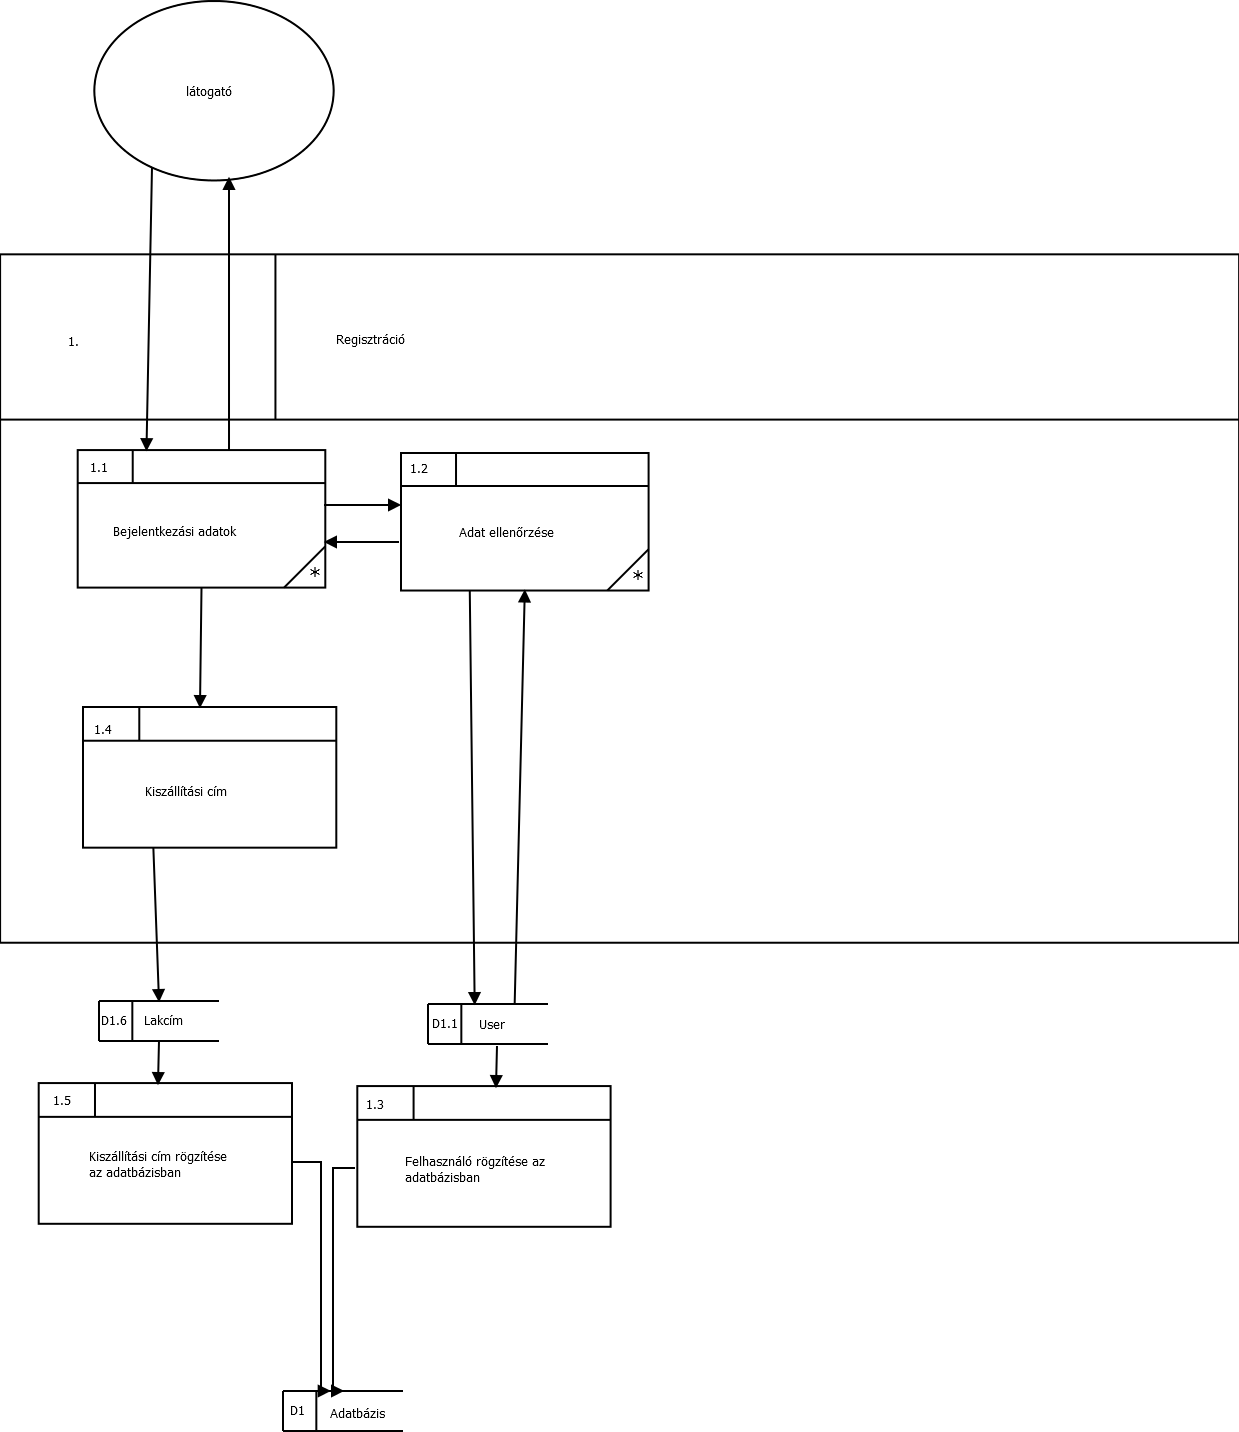 látogató
1.
Regisztráció
1.1
1.2
Bejelentkezási adatok
Adat ellenőrzése
*
*
1.4
Kiszállítási cím
D1.6
Lakcím
D1.1
User
1.5
1.3
Kiszállítási cím rögzítése
az adatbázisban
Felhasználó rögzítése az
adatbázisban
D1
Adatbázis